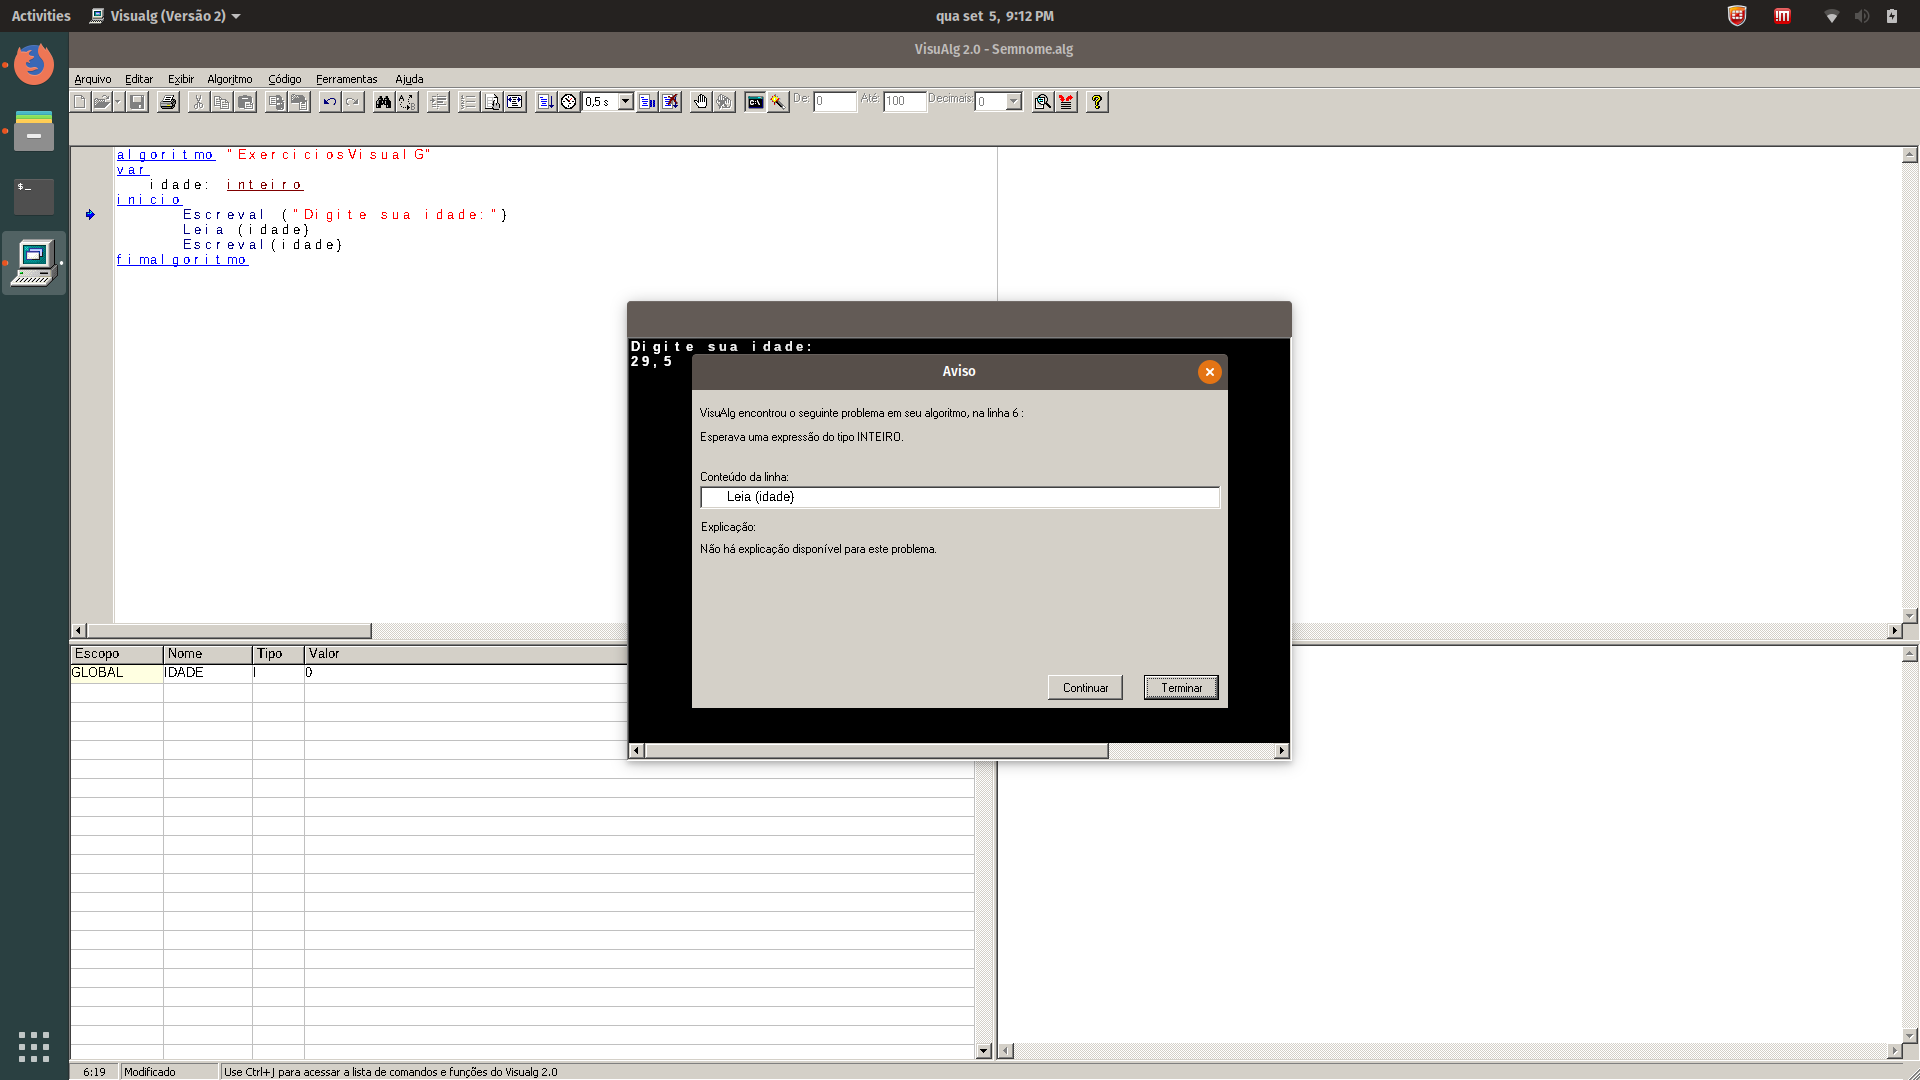 Activities Visualg (Versão 2) qua set 5, 9:12 PM
VisuAlg 2.0 - Semnome.alg
Arquivo Editar Exibir Algoritmo Código Ferramentas Ajuda
0,5 s De: 0 Até: 100 Decimais: 0
algoritmo "ExerciciosVisualG"
var
idade: inteiro
inicio
Escreval ("Digite sua idade:")
Leia (idade)
Escreval(idade)
fimalgoritmo
Digite sua idade:
29,5
Aviso
VisuAlg encontrou o seguinte problema em seu algoritmo, na linha 6 :
Esperava uma expressão do tipo INTEIRO.
Conteúdo da linha:
Leia (idade)
Explicação:
Não há explicação disponível para este problema.
Continuar Terminar
Escopo Nome Tipo Valor
GLOBAL IDADE I 0
6:19 Modificado Use Ctrl+J para acessar a lista de comandos e funções do Visualg 2.0